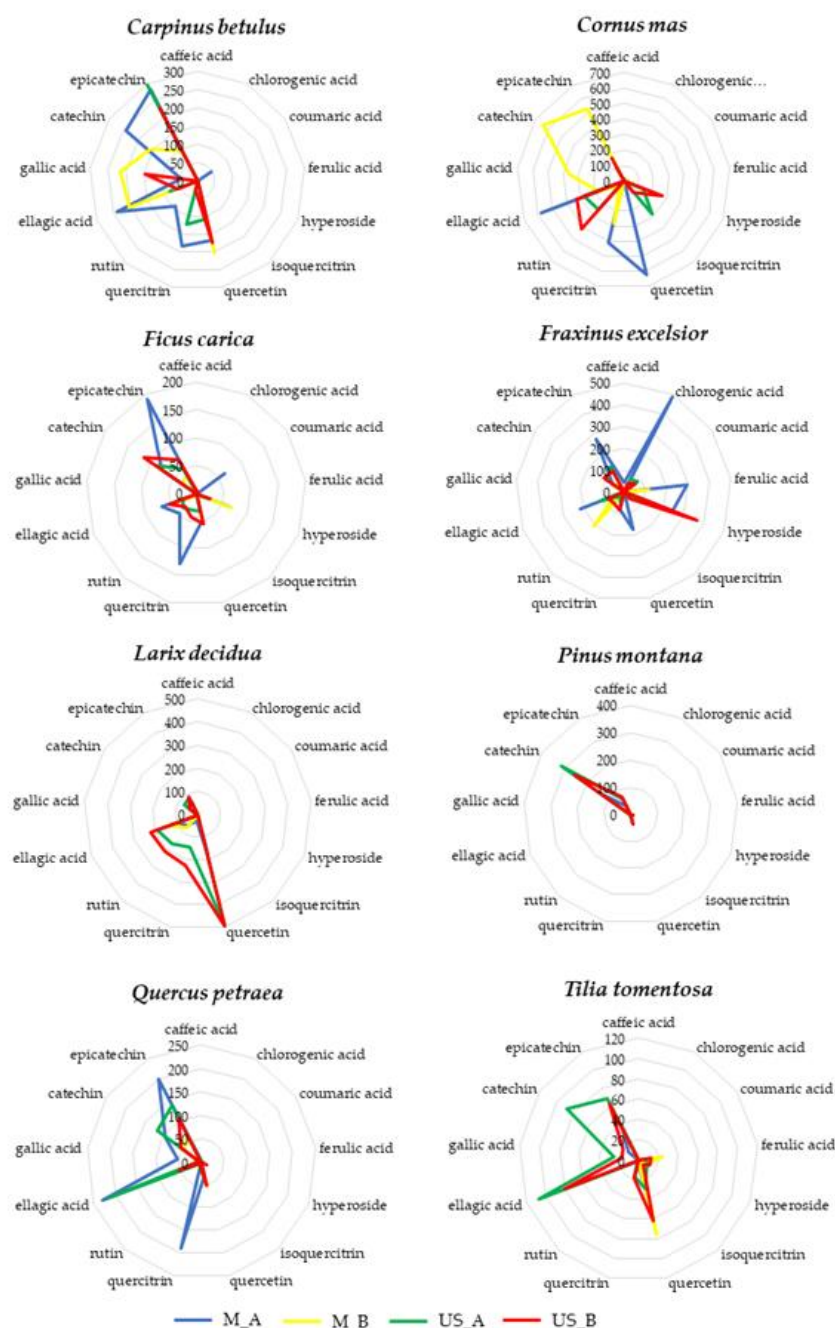 Carpinus betulus
caffeic acid
300
250
200
150
100
50
0
epicatechin
chlorogenic acid
catechin
coumaric acid
gallic acid
ferulic acid
ellagic acid
hyperoside
rutin
isoquercitrin
quercitrin
quercetin
Cornus mas
caffeic acid
700
600
500
400
300
200
100
0
epicatechin
chlorogenic...
catechin
coumaric acid
gallic acid
ferulic acid
ellagic acid
hyperoside
rutin
isoquercitrin
quercitrin
quercetin
Ficus carica
caffeic acid
200
150
100
50
0
epicatechin
chlorogenic acid
catechin
coumaric acid
gallic acid
ferulic acid
ellagic acid
hyperoside
rutin
isoquercitrin
quercitrin
quercetin
Fraxinus excelsior
caffeic acid
500
400
300
200
100
0
epicatechin
chlorogenic acid
catechin
coumaric acid
gallic acid
ferulic acid
ellagic acid
hyperoside
rutin
isoquercitrin
quercitrin
quercetin
Larix decidua
caffeic acid
500
400
300
200
100
0
epicatechin
chlorogenic acid
catechin
coumaric acid
gallic acid
ferulic acid
ellagic acid
hyperoside
rutin
isoquercitrin
quercitrin
quercetin
Pinus montana
caffeic acid
400
300
200
100
0
epicatechin
chlorogenic acid
catechin
coumaric acid
gallic acid
ferulic acid
ellagic acid
hyperoside
rutin
isoquercitrin
quercitrin
quercetin
Quercus petraea
caffeic acid
250
200
150
100
50
0
epicatechin
chlorogenic acid
catechin
coumaric acid
gallic acid
ferulic acid
ellagic acid
hyperoside
rutin
isoquercitrin
quercitrin
quercetin
Tilia tomentosa
caffeic acid
120
100
80
60
40
20
0
epicatechin
chlorogenic acid
catechin
coumaric acid
gallic acid
ferulic acid
ellagic acid
hyperoside
rutin
isoquercitrin
quercitrin
quercetin
M_A M_B US_A US_B